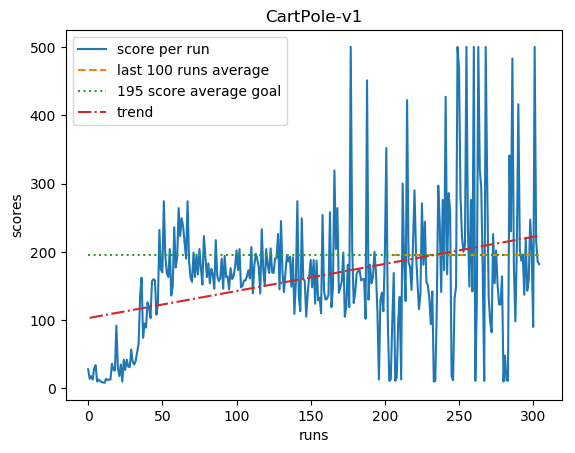 CartPole-v1
score per run
last 100 runs average
195 score average goal
trend
scores
500
400
300
200
100
0
0 50 100 150 200 250 300
runs